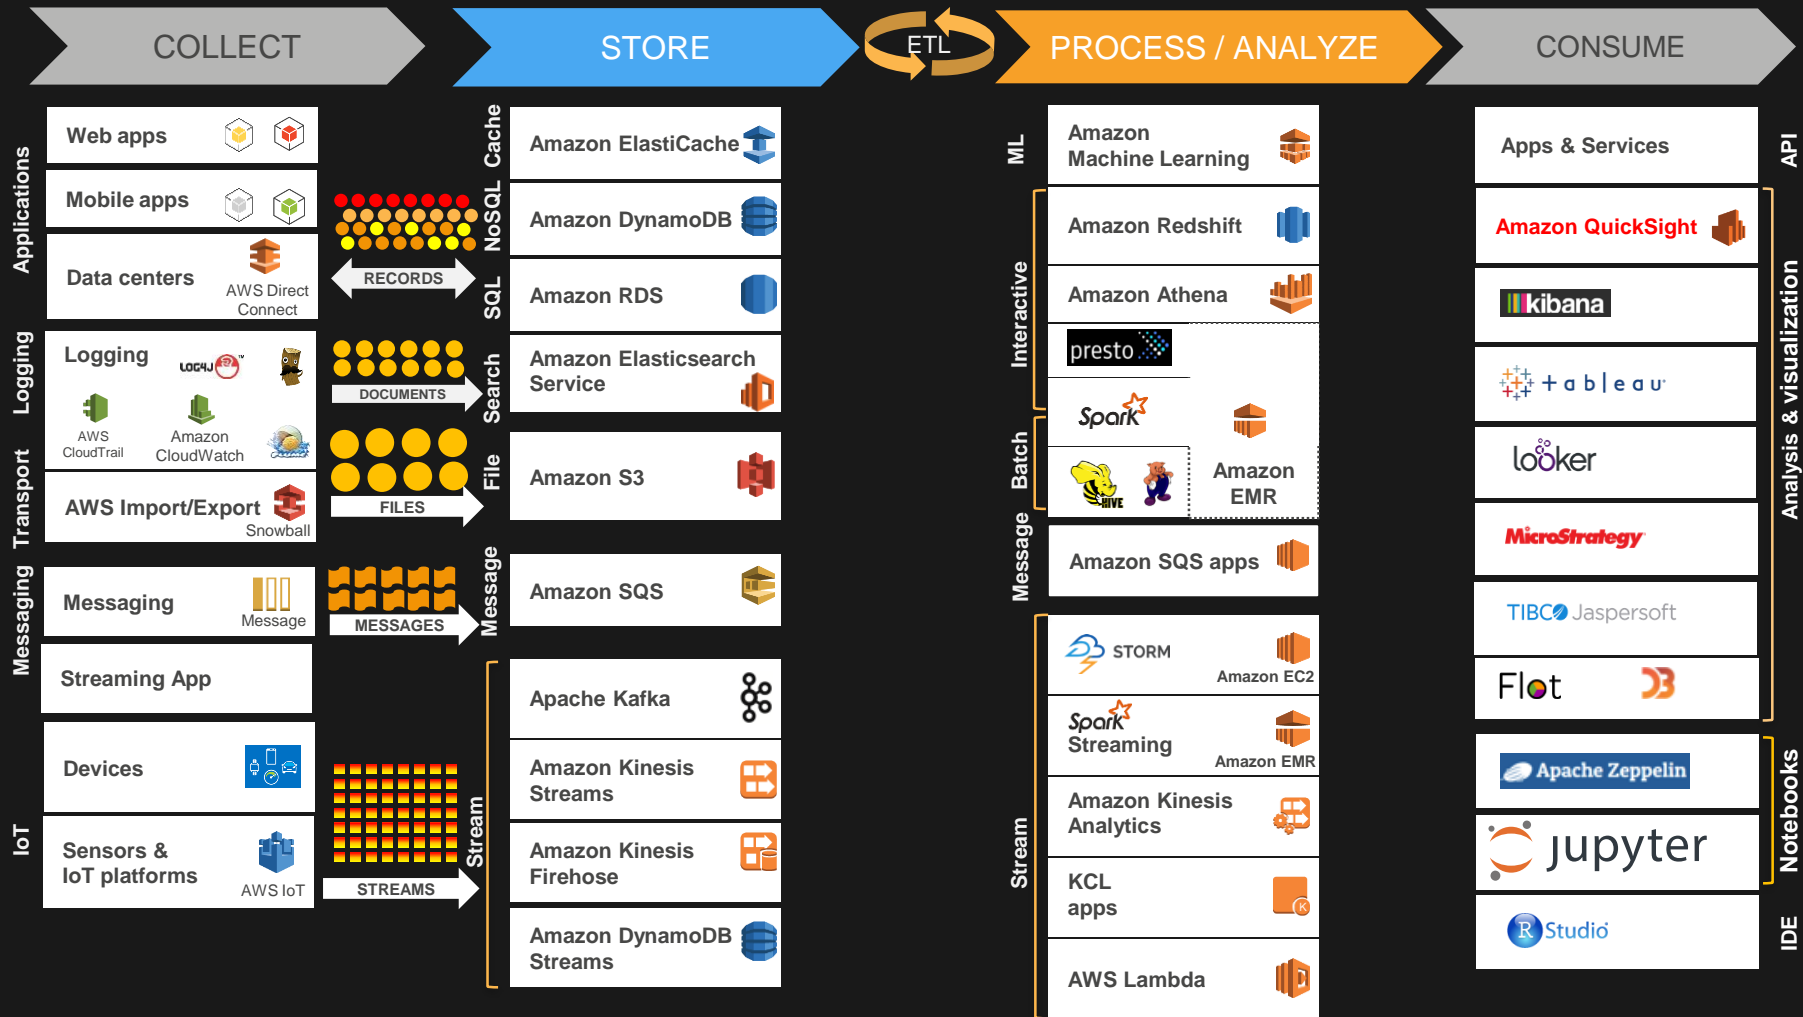 COLLECT
STORE
ETL
PROCESS / ANALYZE
CONSUME
Applications
Web apps
Mobile apps
Data centers
AWS Direct
Connect
Logging
Logging
LOG4J
™
AWS
CloudTrail
Amazon
CloudWatch
Transport
AWS Import/Export
Snowball
Messaging
Messaging
Message
Streaming App
Devices
IoT
Sensors &
IoT platforms
AWS IoT
RECORDS
DOCUMENTS
FILES
MESSAGES
STREAMS
Cache
Amazon ElastiCache
NoSQL
Amazon DynamoDB
SQL
Amazon RDS
Search
Amazon Elasticsearch
Service
File
Amazon S3
Message
Amazon SQS
Stream
Apache Kafka
Amazon Kinesis
Streams
Amazon Kinesis
Firehose
Amazon DynamoDB
Streams
ML
Amazon
Machine Learning
Interactive
Amazon Redshift
Amazon Athena
presto
Spark
Batch
HIVE
Amazon
EMR
Message
Amazon SQS apps
Stream
STORM
Amazon EC2
Spark
Streaming
Amazon EMR
Amazon Kinesis
Analytics
KCL
apps
K
AWS Lambda
API
Apps & Services
Analysis & visualization
Amazon QuickSight
kibana
+ableau
looker
MicroStrategy
TIBCO Jaspersoft
Flot
D3
Notebooks
Apache Zeppelin
jupyter
IDE
R Studio